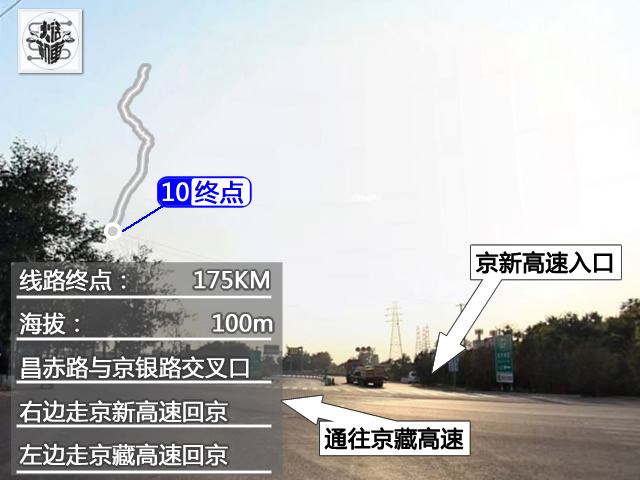 10终点
京新高速入口
线路终点： 175KM
海拔： 100m
昌赤路与京银路交叉口
右边走京新高速回京
左边走京藏高速回京
通往京藏高速